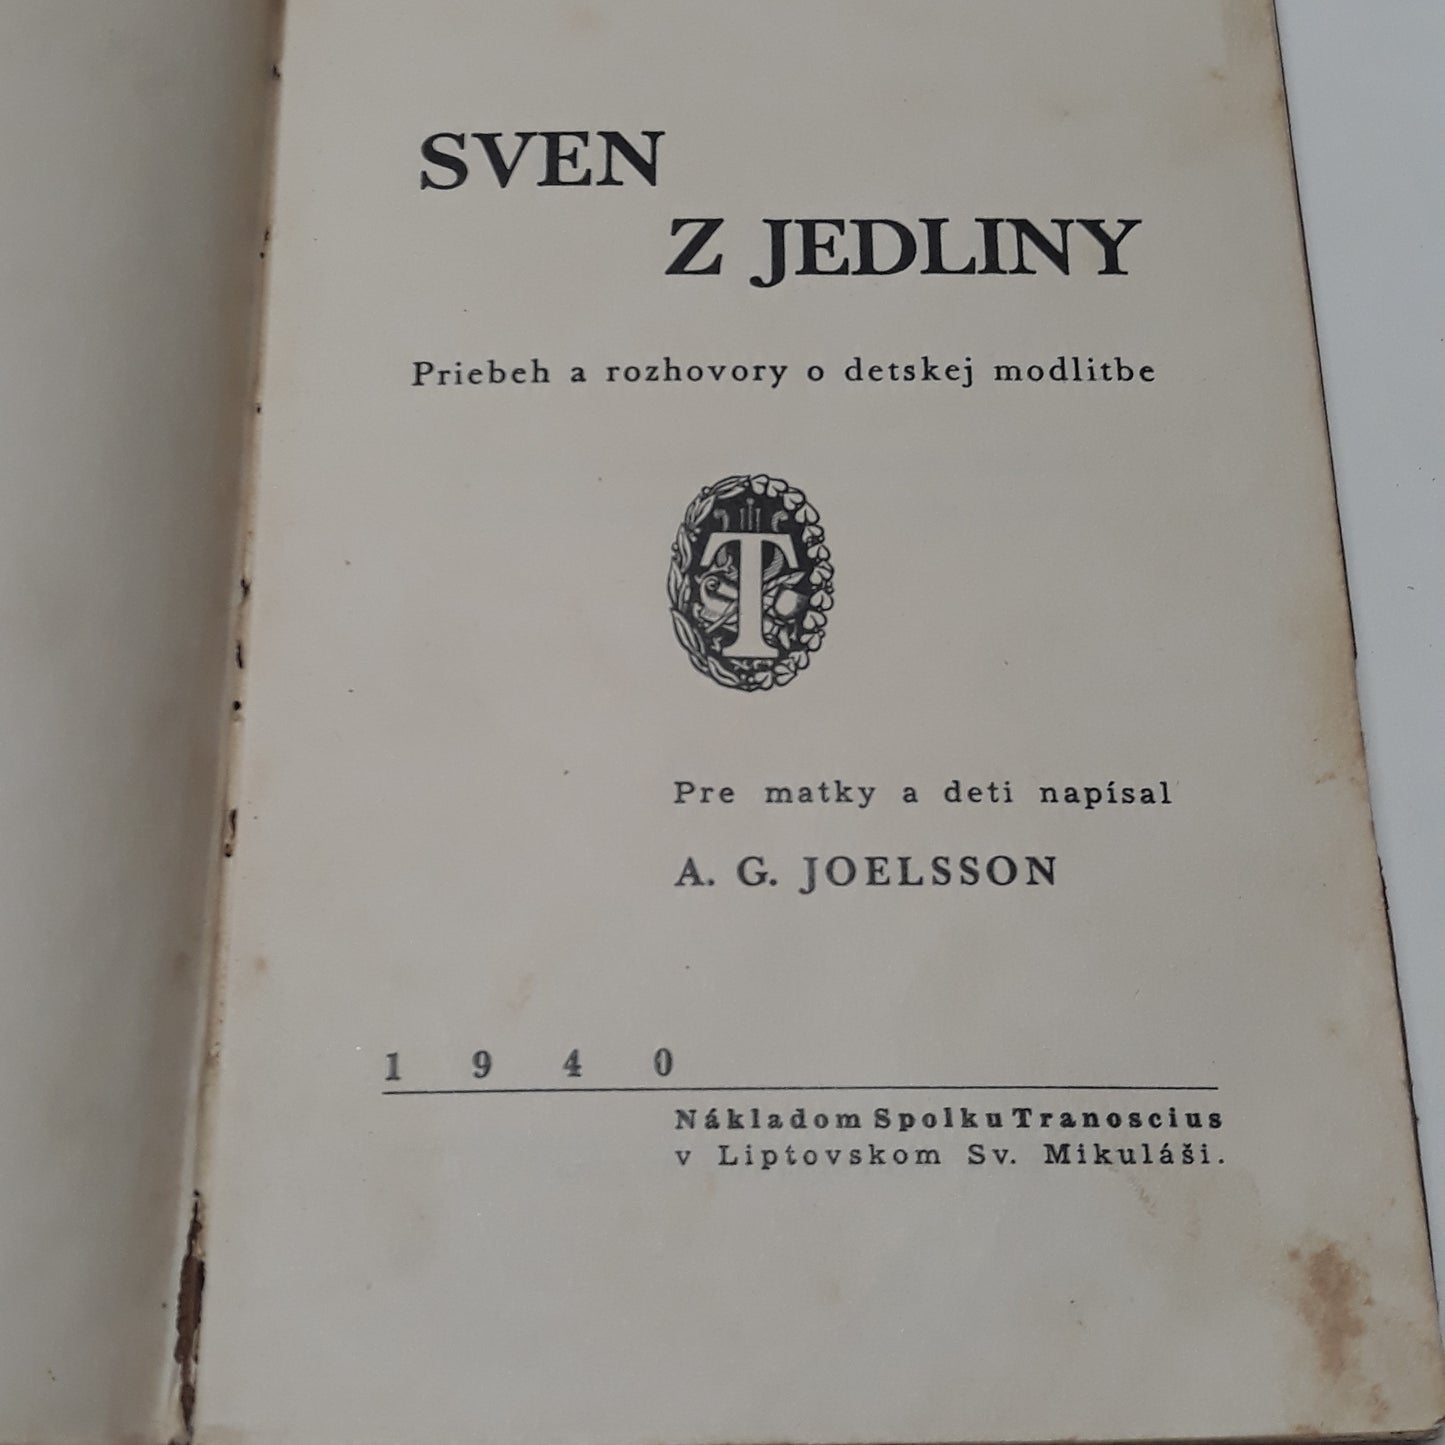 SVEN
Z JEDLINY
Priebeh a rozhovory o detskej modlitbe
T
Pre matky a deti napísal
A. G. JOELSSON
1940
Nákladom Spolku Tranoscius
v Liptovskom Sv. Mikuláši.